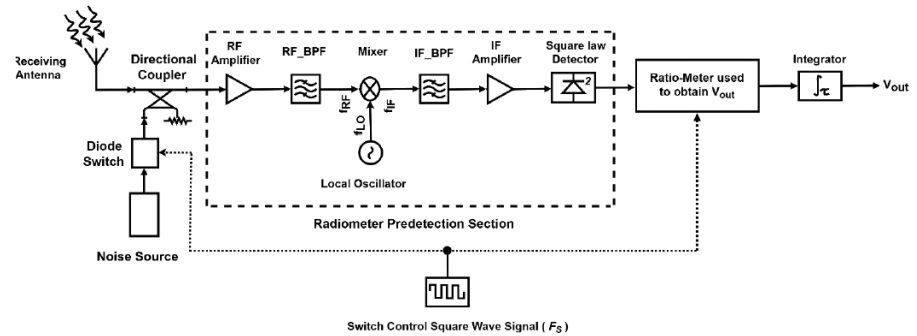 Receiving
Antenna
Directional
Coupler
RF
Amplifier
RF_BPF
Mixer
IF_BPF
IF
Amplifier
Square law
Detector
2
Ratio-Meter used
to obtain Vout
Integrator
∫τ
Vout
fRF
fLO
fIF
Diode
Switch
Local Oscillator
Radiometer Predetection Section
Noise Source
Switch Control Square Wave Signal ( FS )